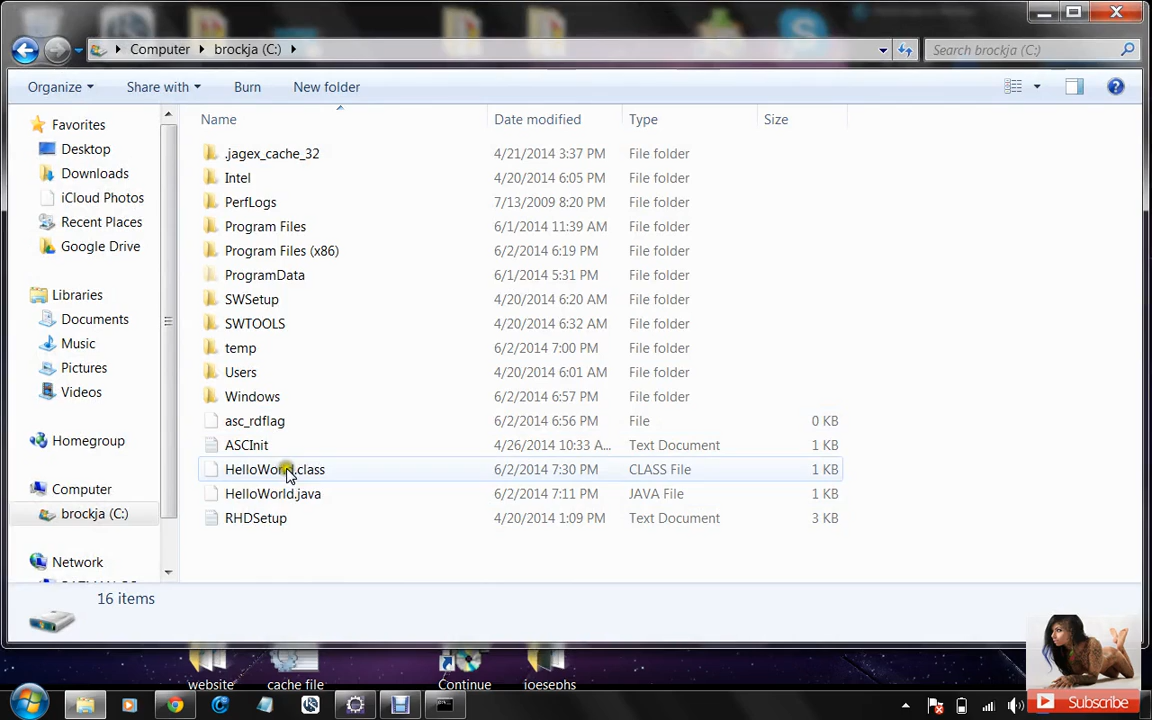 Computer brockja (C:)
Search brockja (C:)
Organize Share with Burn New folder
Name Date modified Type Size
Favorites
Desktop
Downloads
iCloud Photos
Recent Places
Google Drive
Libraries
Documents
Music
Pictures
Videos
Homegroup
Computer
brockja (C:)
Network
.jagex_cache_32 4/21/2014 3:37 PM File folder
Intel 4/20/2014 6:05 PM File folder
PerfLogs 7/13/2009 8:20 PM File folder
Program Files 6/1/2014 11:39 AM File folder
Program Files (x86) 6/2/2014 6:19 PM File folder
ProgramData 6/1/2014 5:31 PM File folder
SWSetup 4/20/2014 6:20 AM File folder
SWTOOLS 4/20/2014 6:32 AM File folder
temp 6/2/2014 7:00 PM File folder
Users 4/20/2014 6:01 AM File folder
Windows 6/2/2014 6:57 PM File folder
asc_rdflag 6/2/2014 6:56 PM File 0 KB
ASCInit 4/26/2014 10:33 A... Text Document 1 KB
HelloWorld.class 6/2/2014 7:30 PM CLASS File 1 KB
HelloWorld.java 6/2/2014 7:11 PM JAVA File 1 KB
RHDSetup 4/20/2014 1:09 PM Text Document 3 KB
16 items
website cache file Continue joesephs
Subscribe